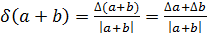 δ(a + b) = Δ(a+b)/|a+b| = Δa+Δb/|a+b|